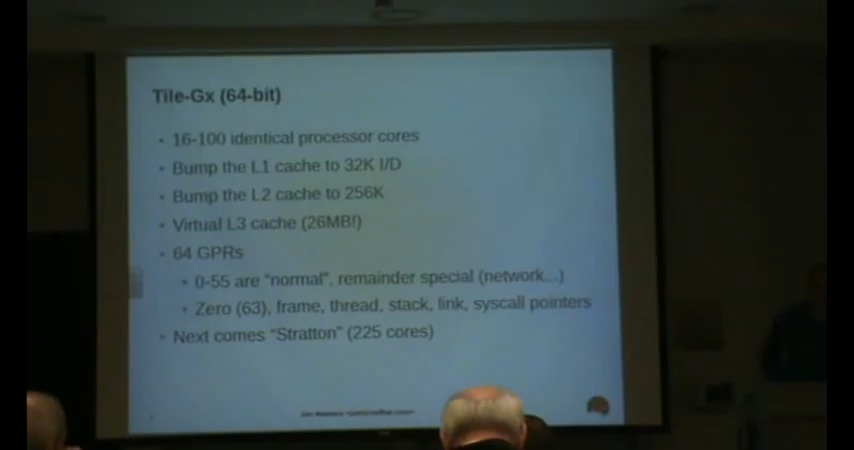 Tile-Gx (64-bit)
• 16-100 identical processor cores
• Bump the L1 cache to 32K I/D
• Bump the L2 cache to 256K
• Virtual L3 cache (26MB!)
• 64 GPRs
• 0-55 are “normal”, remainder special (network...)
• Zero (63), frame, thread, stack, link, syscall pointers
• Next comes “Stratton” (225 cores)